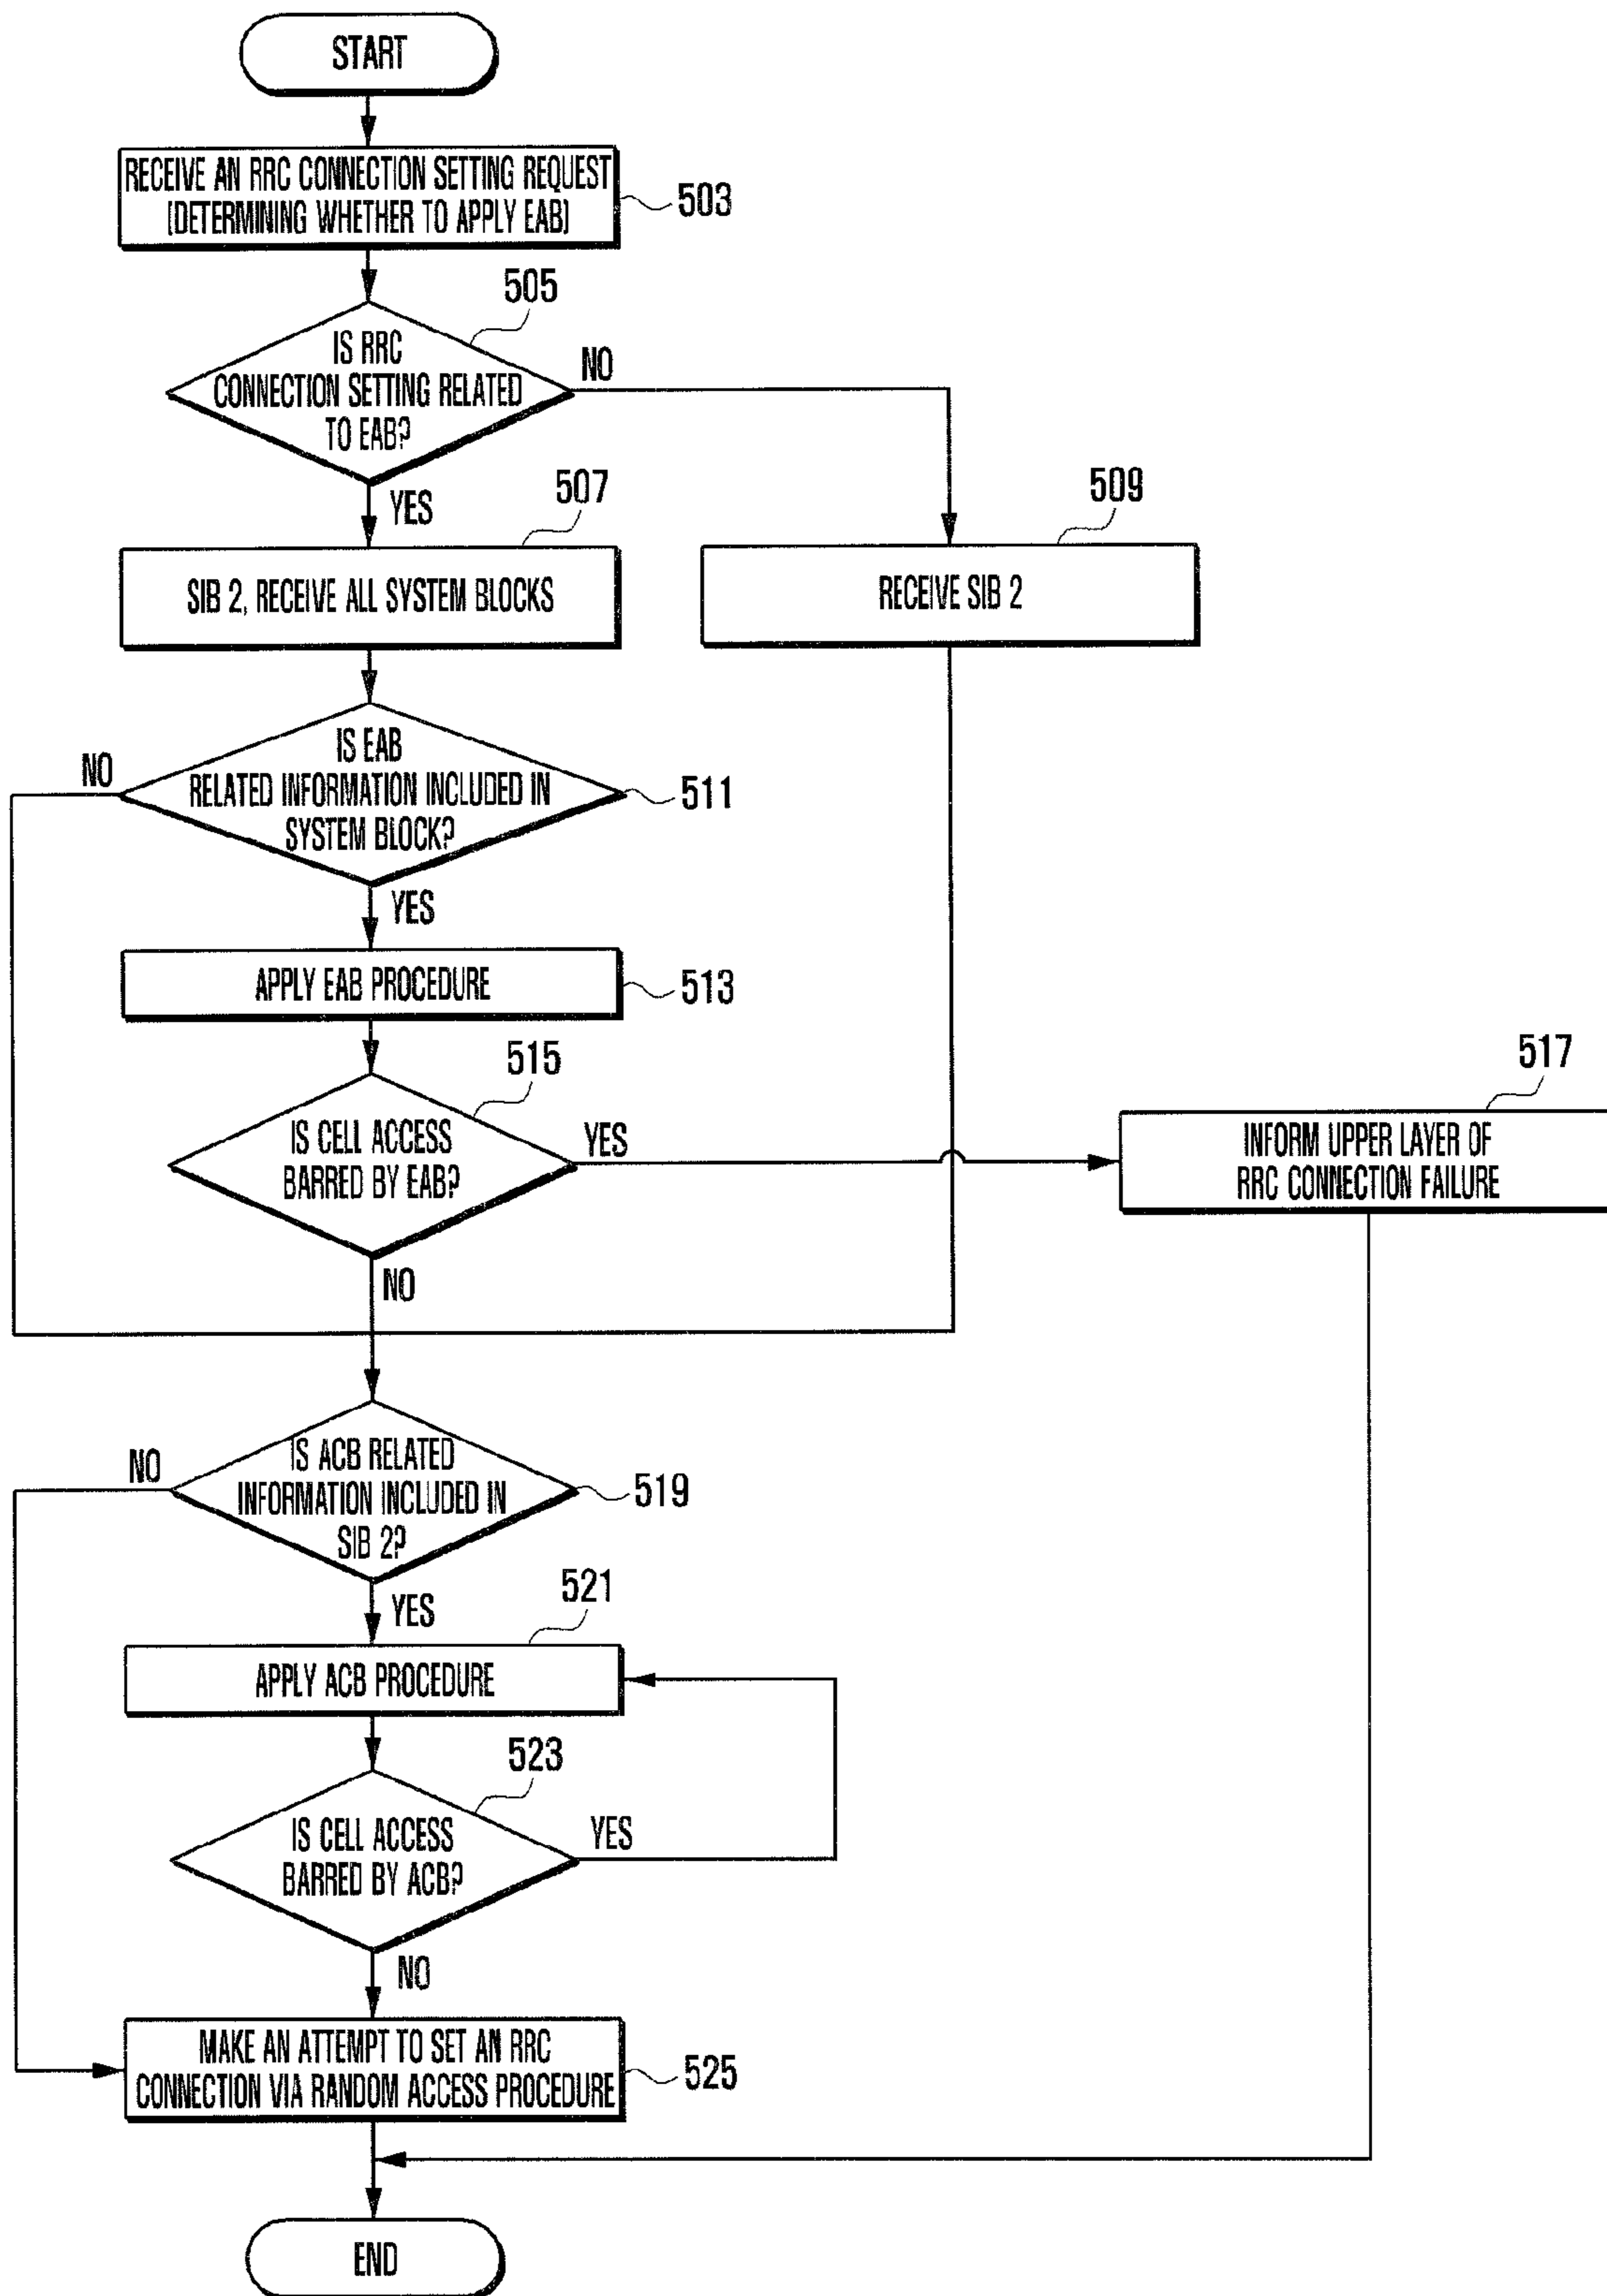 START
RECEIVE AN RRC CONNECTION SETTING REQUEST
[DETERMINING WHETHER TO APPLY EAB]
503
505
IS RRC
CONNECTION SETTING RELATED
TO EAB?
NO
YES
507
509
SIB 2, RECEIVE ALL SYSTEM BLOCKS
RECEIVE SIB 2
IS EAB
RELATED INFORMATION INCLUDED IN
SYSTEM BLOCK?
NO
511
YES
APPLY EAB PROCEDURE
513
515
517
IS CELL ACCESS
BARRED BY EAB?
YES
INFORM UPPER LAYER OF
RRC CONNECTION FAILURE
NO
IS ACB RELATED
INFORMATION INCLUDED IN
SIB 2?
NO
519
YES
521
APPLY ACB PROCEDURE
523
IS CELL ACCESS
BARRED BY ACB?
YES
NO
MAKE AN ATTEMPT TO SET AN RRC
CONNECTION VIA RANDOM ACCESS PROCEDURE
525
END